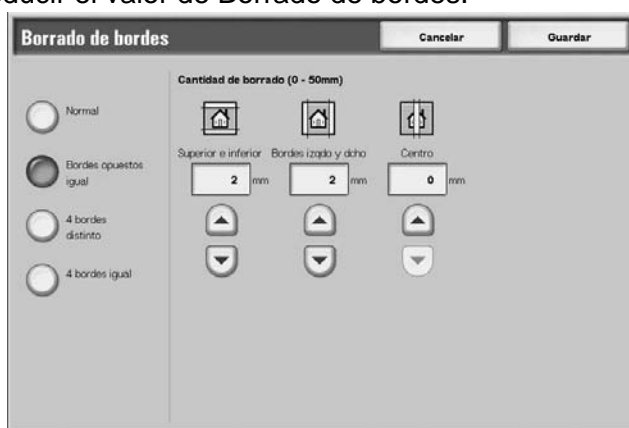 ducir el valor de Borrado de bordes.
Borrado de bordes
Cancelar
Guardar
Cantidad de borrado (0 - 50mm)
Normal
Bordes opuestos
igual
4 bordes
distinto
4 bordes igual
Superior e inferior
Bordes izqdo y dcho
Centro
2 mm
2 mm
0 mm